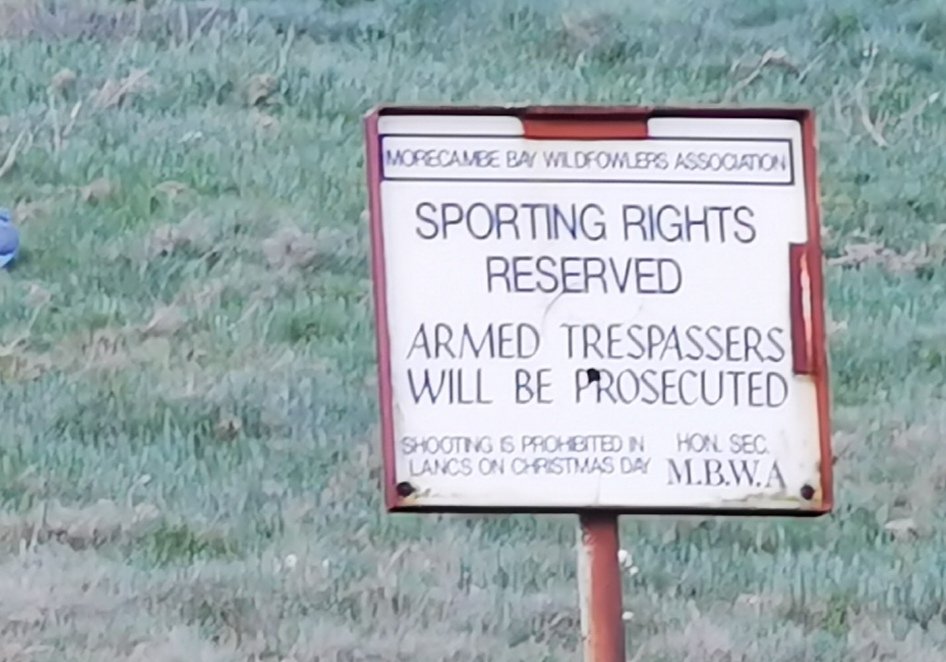 MORECAMBE BAY WILDFOWLERS ASSOCIATION
SPORTING RIGHTS
RESERVED
ARMED TRESPASSERS
WILL BE PROSECUTED
SHOOTING IS PROHIBITED IN
LANCS ON CHRISTMAS DAY
HON. SEC.
M.B.W.A